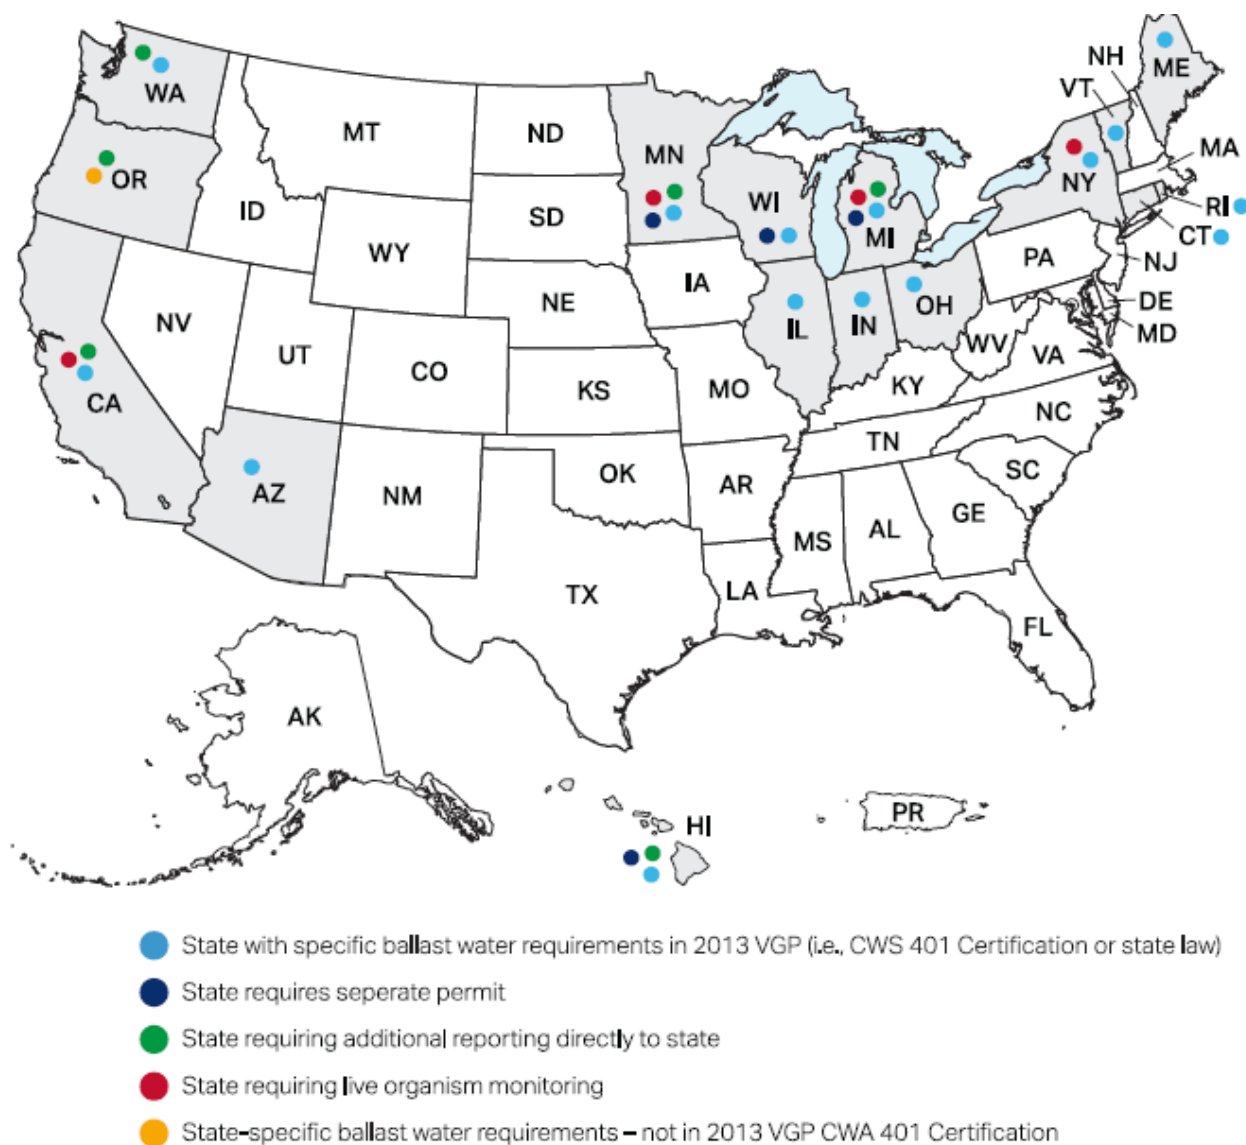 WA
MT
ND
MN
OR
ID
SD
WI
MI
NY
VT
NH
ME
MA
RI
CT
WY
IA
PA
NJ
NE
IL
IN
OH
DE
MD
NV
UT
CO
KS
MO
WV
VA
KY
CA
AZ
NM
OK
AR
TN
NC
SC
MS
AL
GE
TX
LA
FL
AK
HI
PR
State with specific ballast water requirements in 2013 VGP (i.e., CWS 401 Certification or state law)
State requires seperate permit
State requiring additional reporting directly to state
State requiring live organism monitoring
State-specific ballast water requirements – not in 2013 VGP CWA 401 Certification